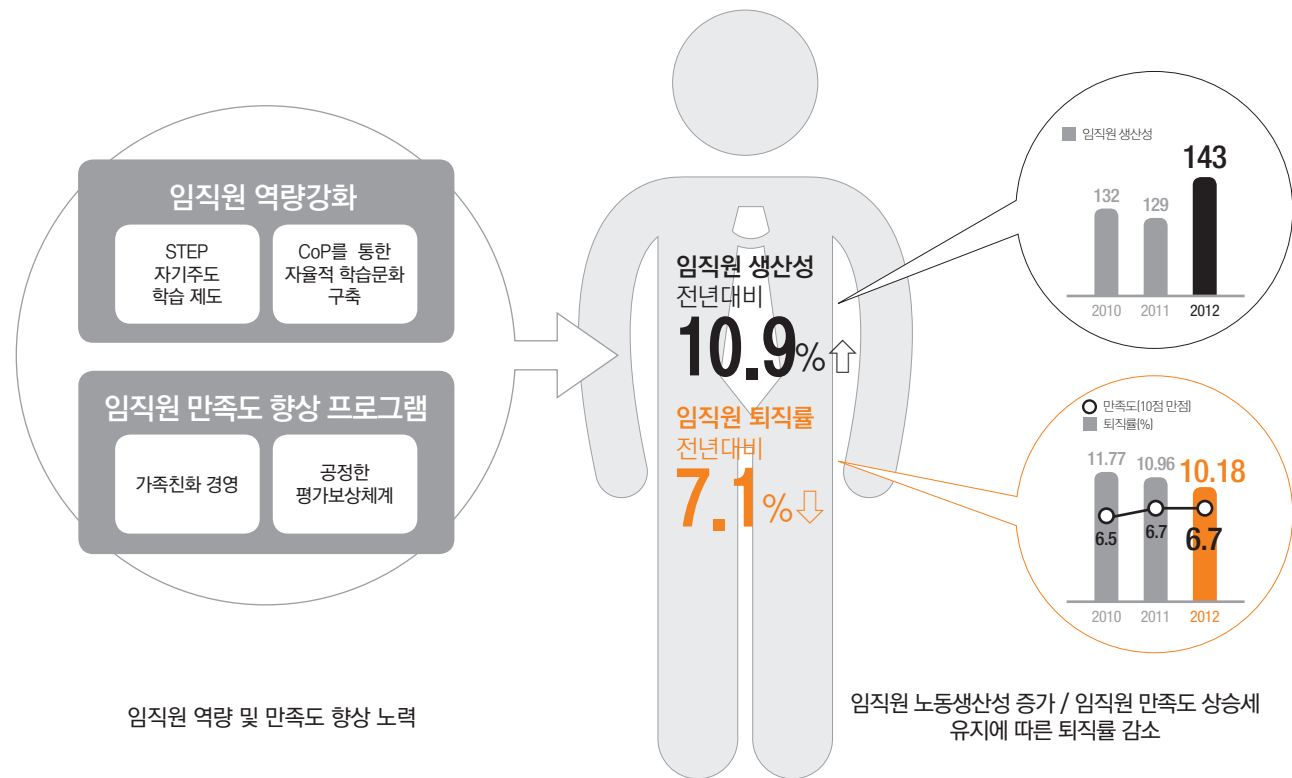 임직원 역량강화
STEP
자기주도
학습 제도
CoP를 통한
자율적 학습문화
구축
임직원 만족도 향상 프로그램
가족친화 경영
공정한
평가보상체계
임직원 역량 및 만족도 향상 노력
임직원 생산성
전년대비
10.9%
임직원 퇴직률
전년대비
7.1%
임직원 생산성
132
129
143
2010
2011
2012
만족도(10점 만점)
퇴직률(%)
11.77
10.96
10.18
6.5
6.7
6.7
2010
2011
2012
임직원 노동생산성 증가 / 임직원 만족도 상승세
유지에 따른 퇴직률 감소